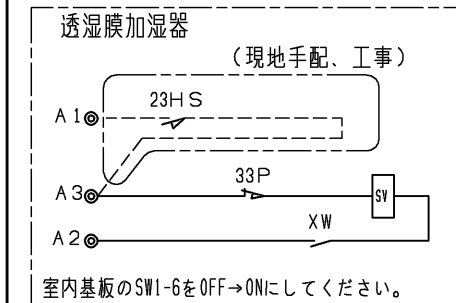 透湿膜加湿器
（現地手配、工事）
23HS
A1
33P
A3
SV
XW
A2
室内基板のSW1-6をOFF→ONにしてください。